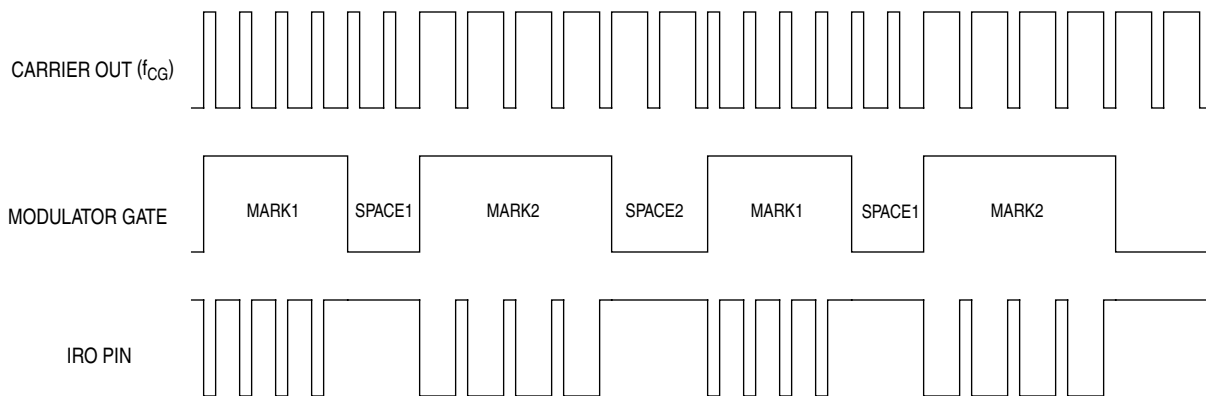 CARRIER OUT (fCG)
MODULATOR GATE
MARK1 SPACE1 MARK2 SPACE2 MARK1 SPACE1 MARK2
IRO PIN